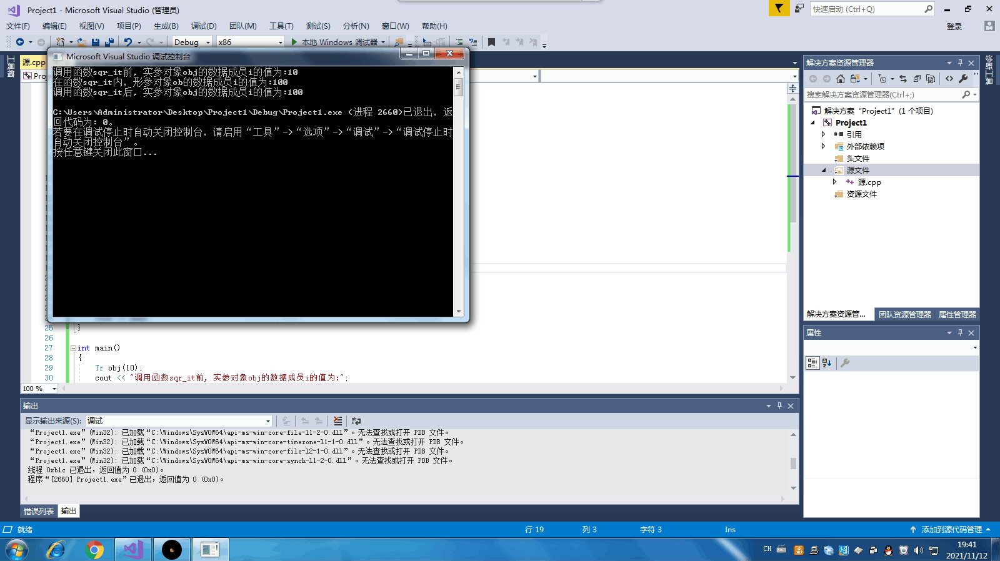 Project1 - Microsoft Visual Studio (管理员)
快速启动 (Ctrl+Q)
文件(F) 编辑(E) 视图(V) 项目(P) 生成(B) 调试(D) 团队(M) 工具(T) 测试(S) 分析(N) 窗口(W) 帮助(H)
登录
Debug x86 本地 Windows 调试器
工具箱
源.cpp
Microsoft Visual Studio 调试控制台
调用函数sqr_it前，实参对象obj的数据成员i的值为:10
在函数sqr_it内，形参对象ob的数据成员i的值为:100
调用函数sqr_it后，实参对象obj的数据成员i的值为:100
C:\Users\Administrator\Desktop\Project1\Debug\Project1.exe (进程 2660)已退出，返
回代码为: 0。
若要在调试停止时自动关闭控制台，请启用“工具”->“选项”->“调试”->“调试停止时
自动关闭控制台”。
按任意键关闭此窗口...
25 }
26
27 int main()
28 {
29 Tr obj(10);
30 cout << "调用函数sqr_it前, 实参对象obj的数据成员i的值为:";
100 %
输出
显示输出来源(S): 调试
“Project1.exe”(Win32): 已加载“C:\Windows\SysWOW64\api-ms-win-core-file-l1-2-0.dll”。无法查找或打开 PDB 文件。
“Project1.exe”(Win32): 已加载“C:\Windows\SysWOW64\api-ms-win-core-timezone-l1-1-0.dll”。无法查找或打开 PDB 文件。
“Project1.exe”(Win32): 已加载“C:\Windows\SysWOW64\api-ms-win-core-file-l2-1-0.dll”。无法查找或打开 PDB 文件。
“Project1.exe”(Win32): 已加载“C:\Windows\SysWOW64\api-ms-win-core-synch-l1-2-0.dll”。无法查找或打开 PDB 文件。
线程 0xb1c 已退出，返回值为 0 (0x0)。
程序“[2660] Project1.exe”已退出，返回值为 0 (0x0)。
错误列表 输出
解决方案资源管理器
搜索解决方案资源管理器(Ctrl+;)
解决方案 “Project1” (1 个项目)
Project1
引用
外部依赖项
头文件
源文件
源.cpp
资源文件
解决方案资源管... 团队资源管理器 属性管理器
属性
诊断工具
就绪 行 19 列 3 字符 3 Ins 添加到源代码管理
CH
19:41
2021/11/12